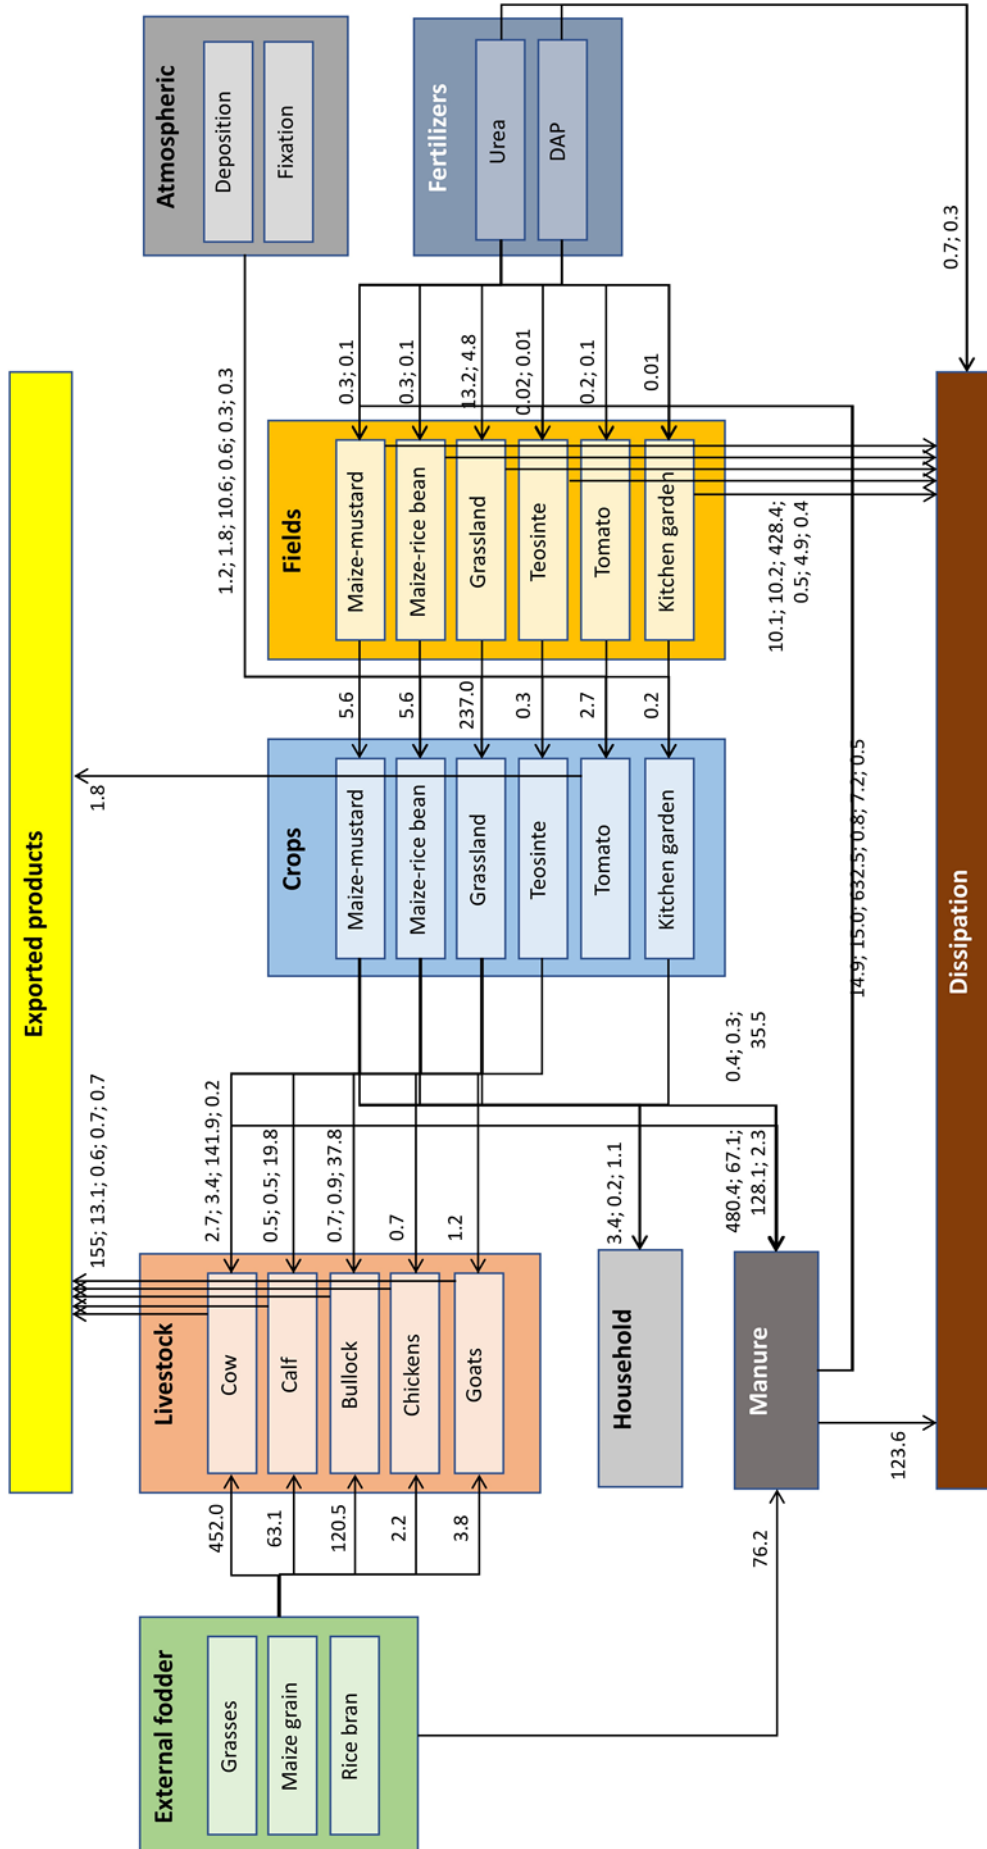 Exported products
155; 13.1; 0.6; 0.7; 0.7
1.8
External fodder
Grasses
Maize grain
Rice bran
452.0
63.1
120.5
2.2
3.8
76.2
Livestock
Cow
Calf
Bullock
Chickens
Goats
2.7; 3.4; 141.9; 0.2
0.5; 0.5; 19.8
0.7; 0.9; 37.8
0.7
1.2
Household
3.4; 0.2; 1.1
Manure
480.4; 67.1;
128.1; 2.3
0.4; 0.3;
35.5
123.6
Crops
Maize-mustard
Maize-rice bean
Grassland
Teosinte
Tomato
Kitchen garden
5.6
5.6
237.0
0.3
2.7
0.2
1.2; 1.8; 10.6; 0.6; 0.3; 0.3
Fields
Maize-mustard
Maize-rice bean
Grassland
Teosinte
Tomato
Kitchen garden
0.3; 0.1
0.3; 0.1
13.2; 4.8
0.02; 0.01
0.2; 0.1
0.01
10.1; 10.2; 428.4;
0.5; 4.9; 0.4
14.9; 15.0; 632.5; 0.8; 7.2; 0.5
Atmospheric
Deposition
Fixation
Fertilizers
Urea
DAP
0.7; 0.3
Dissipation